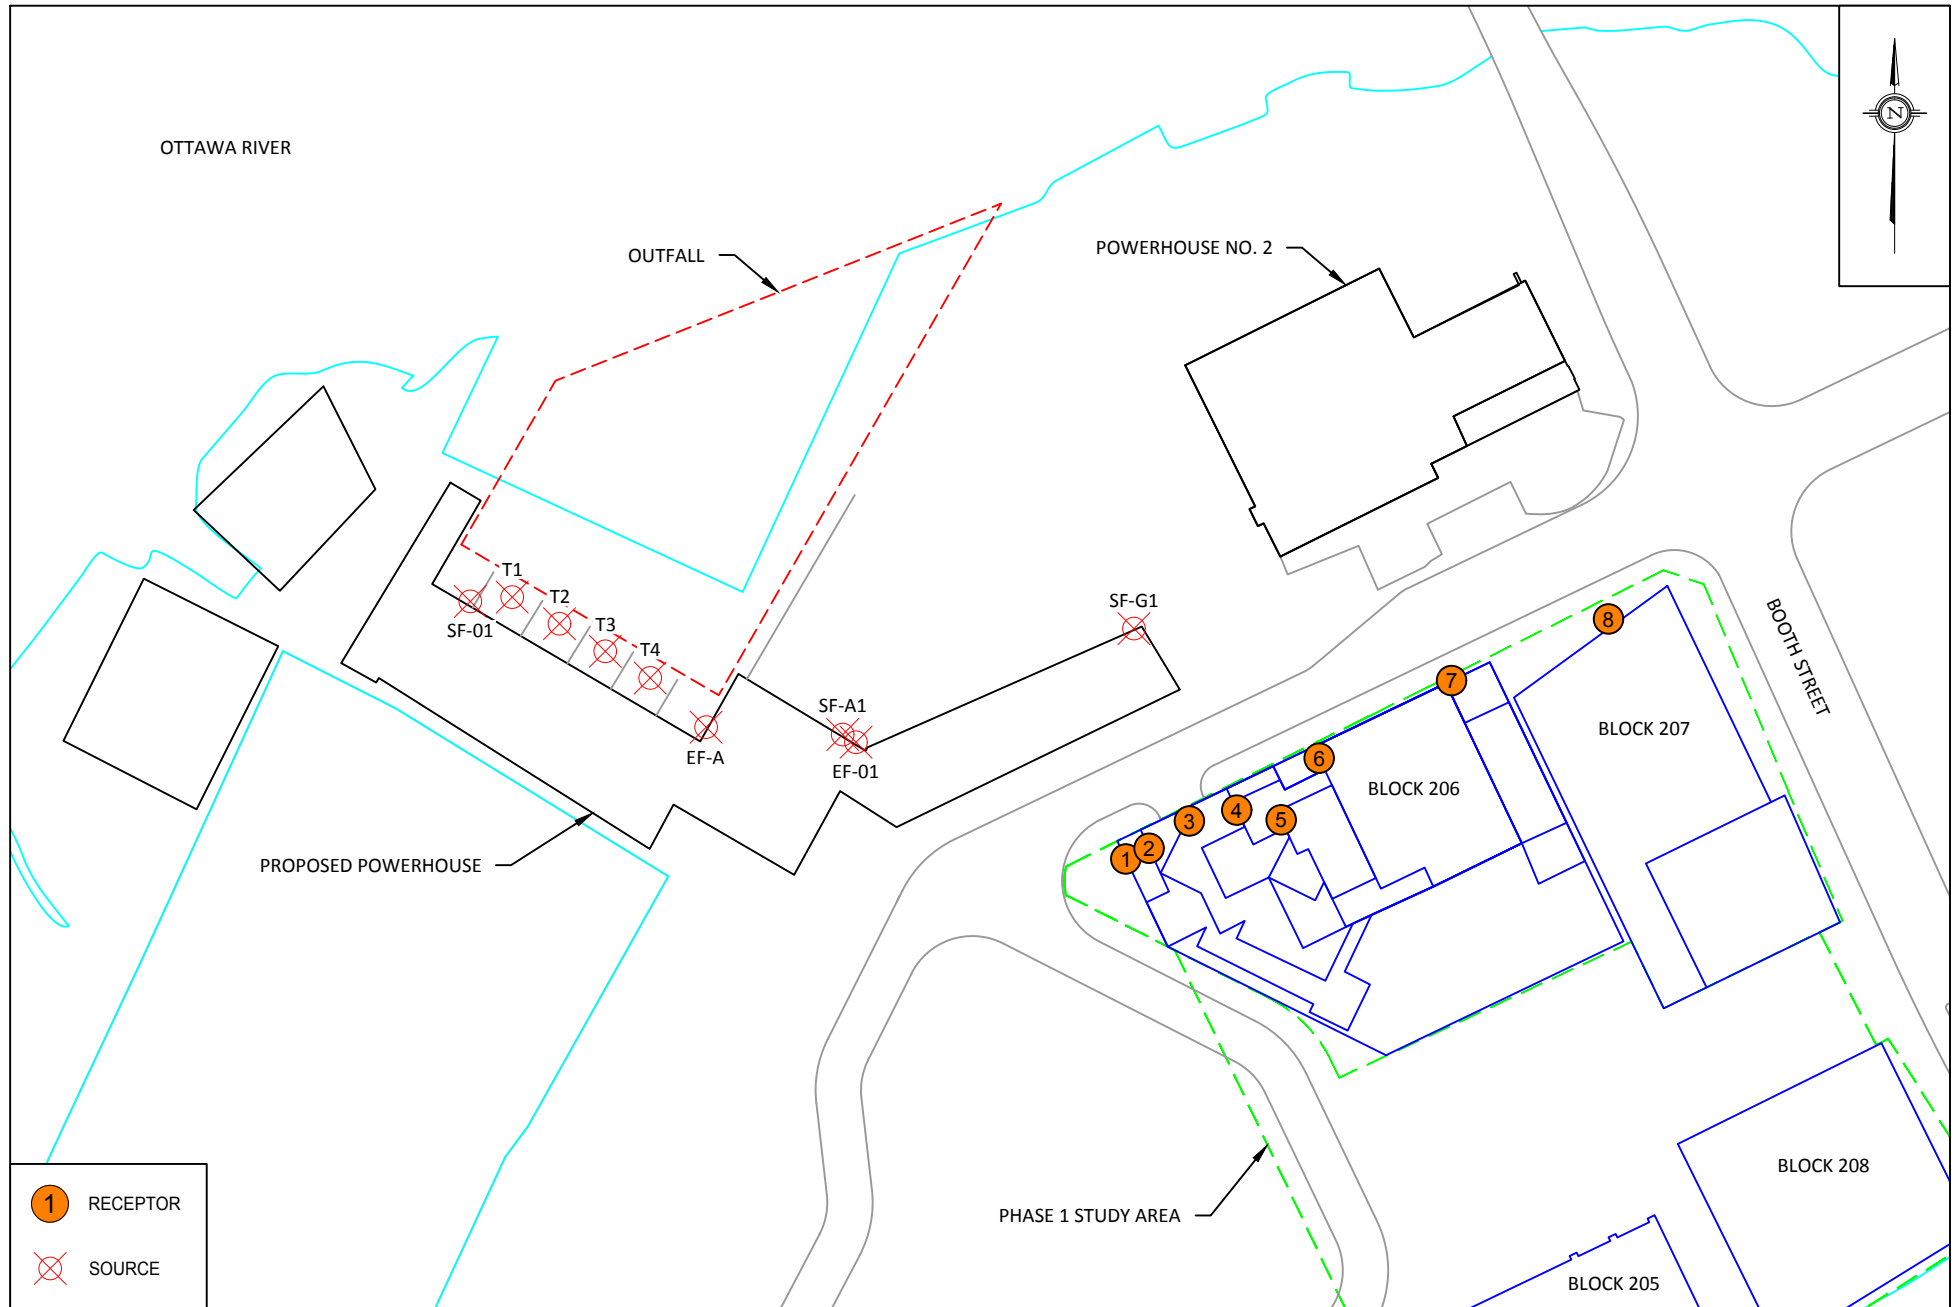 N
OTTAWA RIVER
OUTFALL
POWERHOUSE NO. 2
T1
T2
T3
T4
SF-01
SF-G1
SF-A1
EF-A
EF-01
8
7
6
5
4
3
2
1
BOOTH STREET
BLOCK 207
BLOCK 206
PROPOSED POWERHOUSE
BLOCK 208
PHASE 1 STUDY AREA
BLOCK 205
1 RECEPTOR
SOURCE